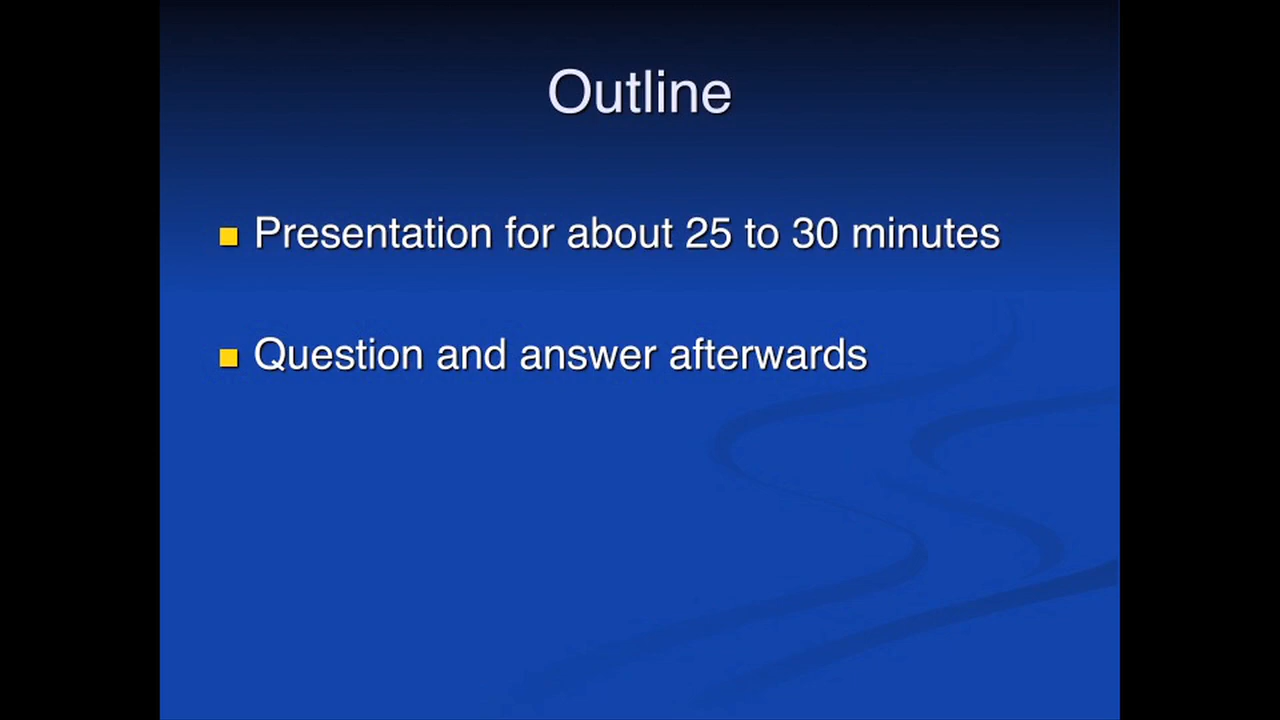 Outline
Presentation for about 25 to 30 minutes
Question and answer afterwards